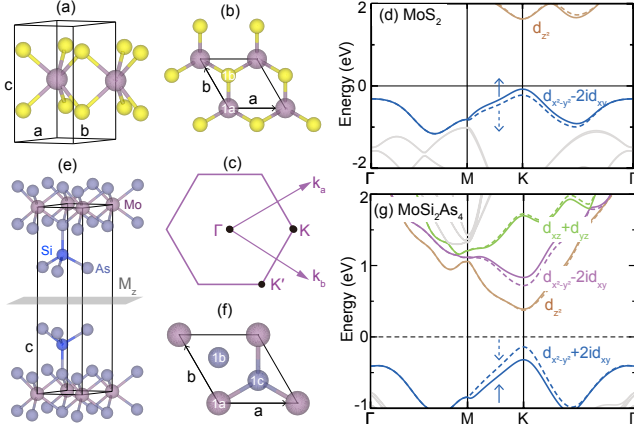 (a)
c
a
b
(b)
1b
b
a
1a
(c)
k_a
Γ
K
K′
k_b
(d) MoS₂
Energy (eV)
2
0
-2
d_z²
d_x²-y²-2id_xy
Γ
M
K
Γ
(e)
Mo
Si
As
M_z
c
(f)
1b
1c
b
1a
a
(g) MoSi₂As₄
Energy (eV)
2
1
0
-1
d_xz+d_yz
d_x²-y²-2id_xy
d_z²
d_x²-y²+2id_xy
Γ
M
K
Γ